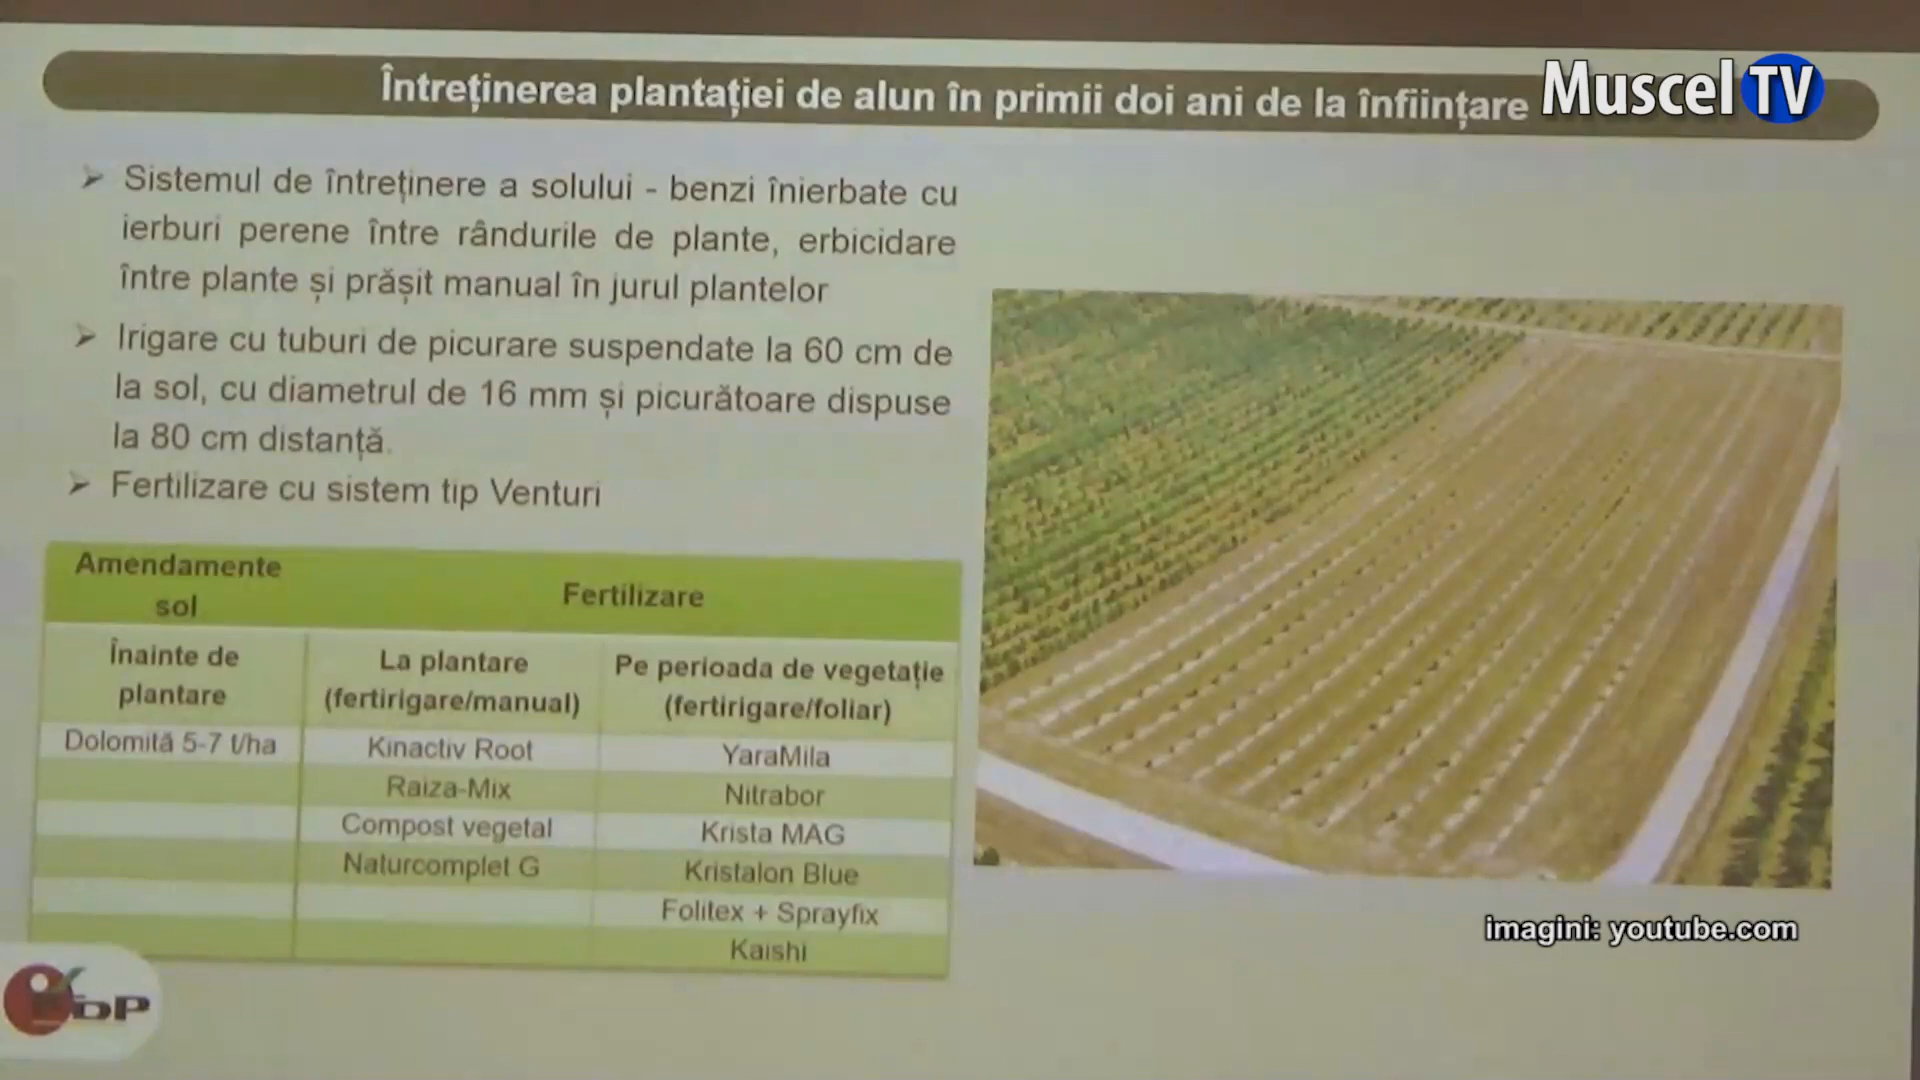 Întreținerea plantației de alun în primii doi ani de la înființare
Muscel TV
➢ Sistemul de întreținere a solului - benzi înierbate cu
ierburi perene între rândurile de plante, erbicidare
între plante și prășit manual în jurul plantelor
➢ Irigare cu tuburi de picurare suspendate la 60 cm de
la sol, cu diametrul de 16 mm și picurătoare dispuse
la 80 cm distanță.
➢ Fertilizare cu sistem tip Venturi
Amendamente
sol
Fertilizare
Înainte de
plantare
La plantare
(fertirigare/manual)
Pe perioada de vegetație
(fertirigare/foliar)
Dolomită 5-7 t/ha
Kinactiv Root
YaraMila
Raiza-Mix
Nitrabor
Compost vegetal
Krista MAG
Naturcomplet G
Kristalon Blue
Folitex + Sprayfix
Kaishi
imagini: youtube.com